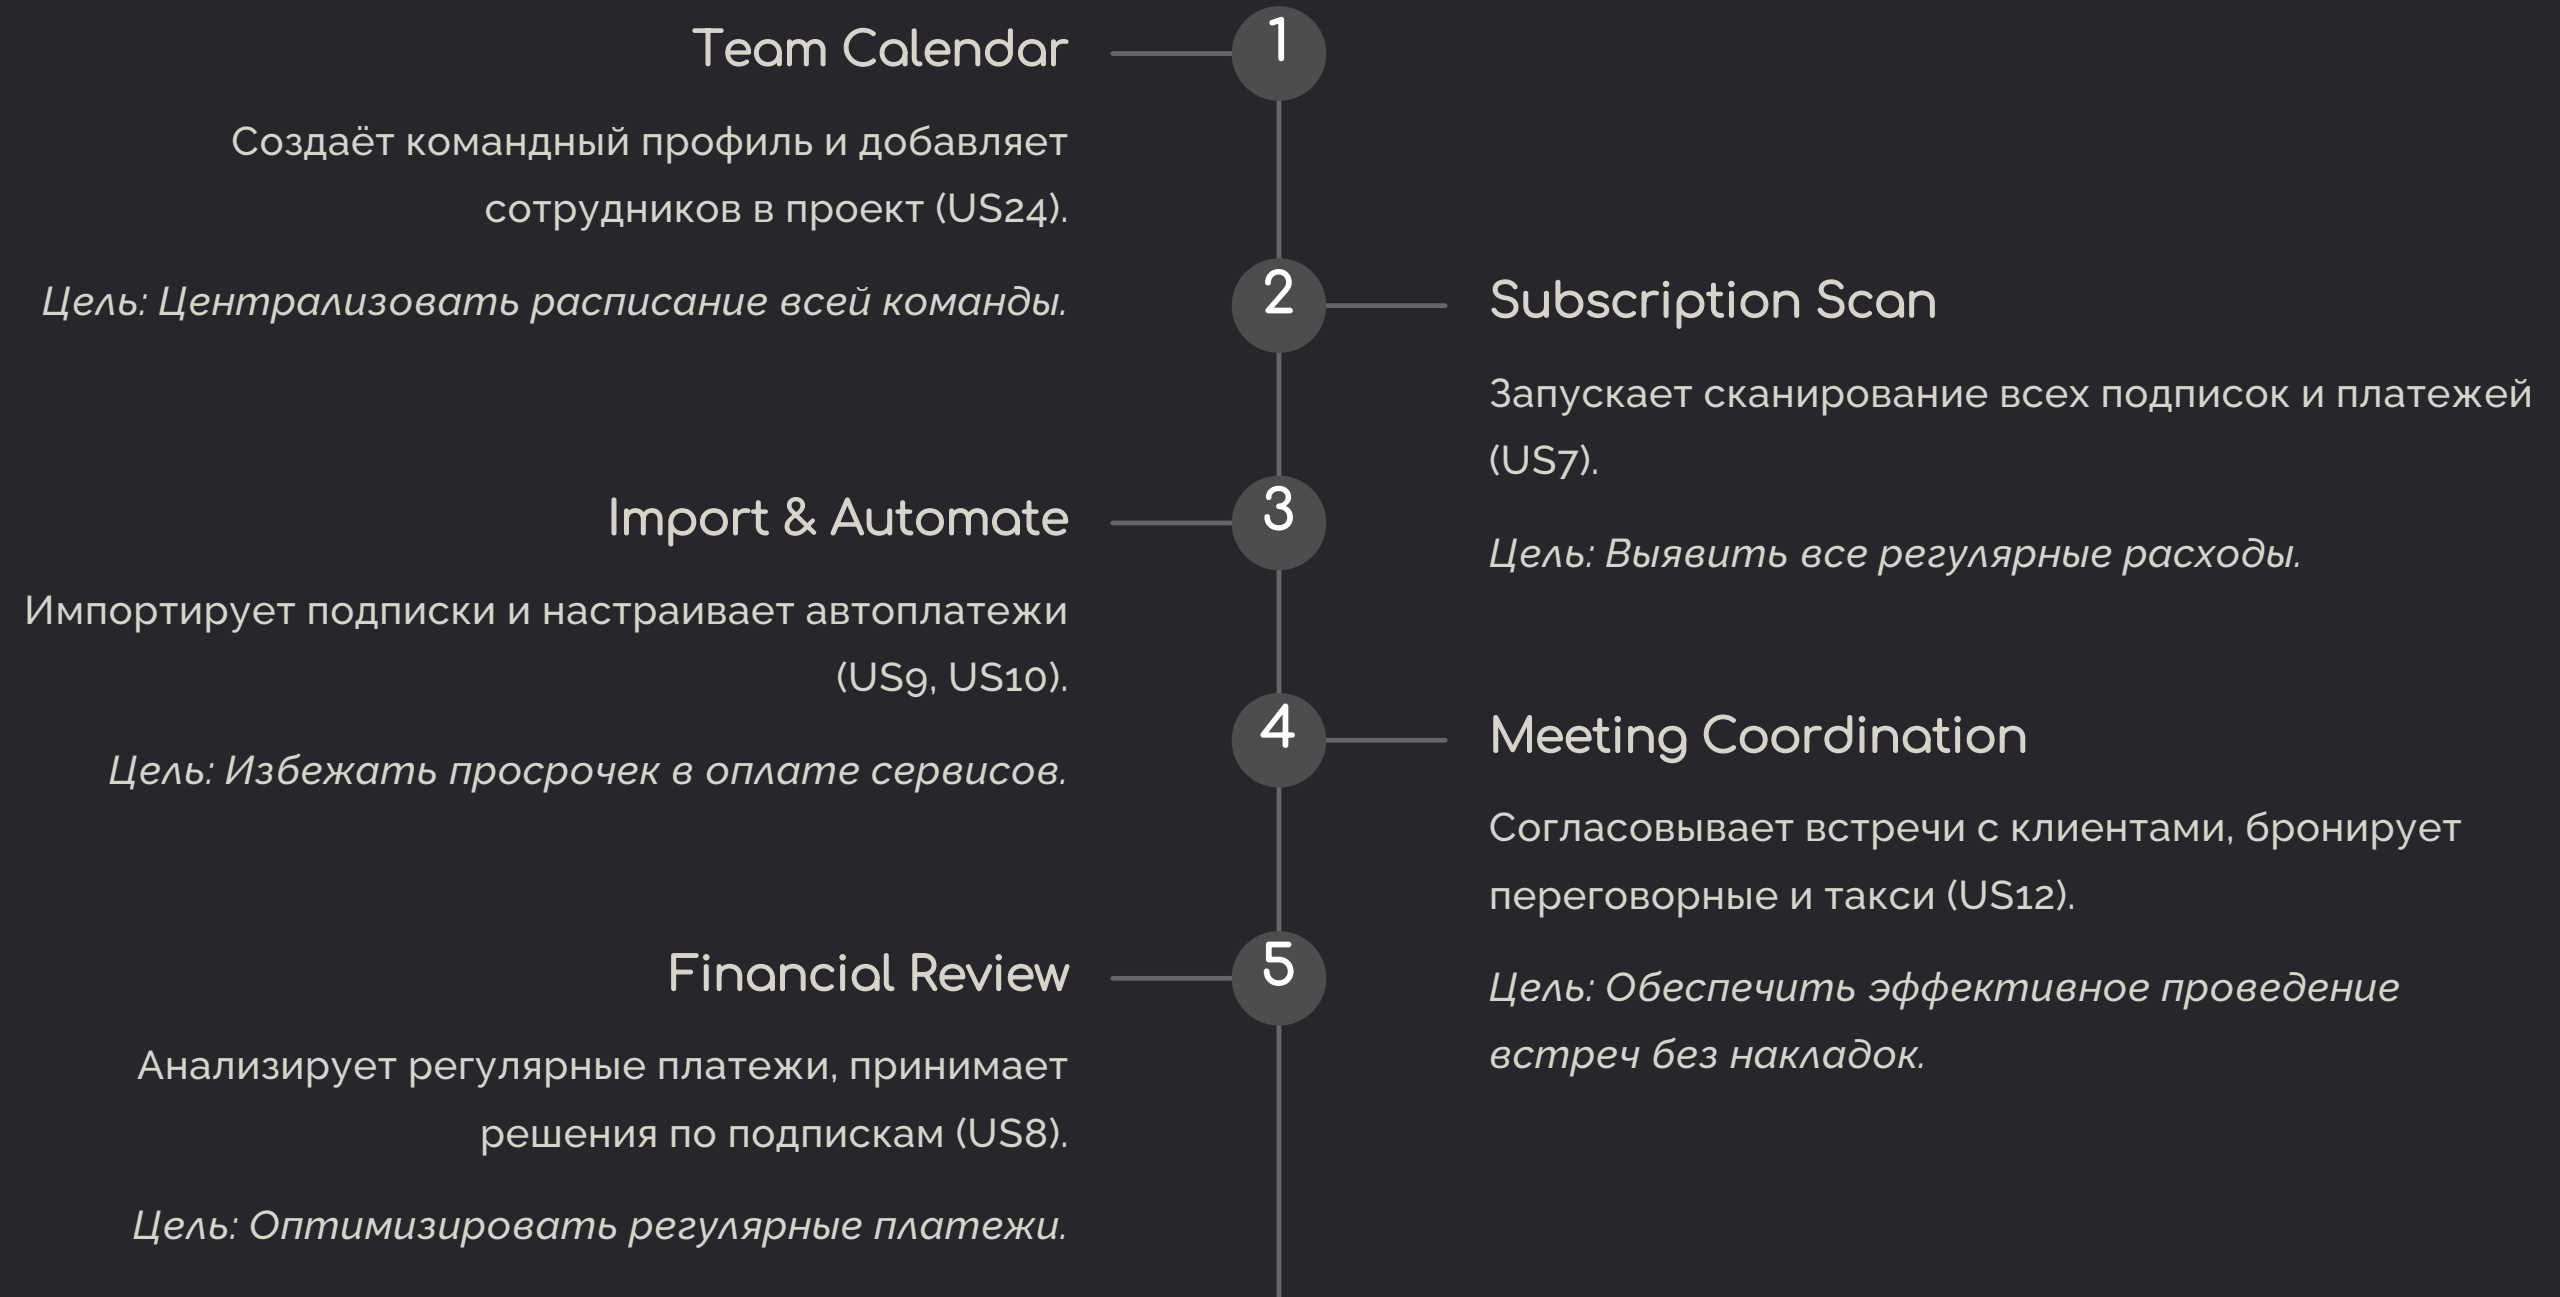 1
Team Calendar
Создаёт командный профиль и добавляет
сотрудников в проект (US24).
Цель: Централизовать расписание всей команды.
2
Subscription Scan
Запускает сканирование всех подписок и платежей
(US7).
Цель: Выявить все регулярные расходы.
3
Import & Automate
Импортирует подписки и настраивает автоплатежи
(US9, US10).
Цель: Избежать просрочек в оплате сервисов.
4
Meeting Coordination
Согласовывает встречи с клиентами, бронирует
переговорные и такси (US12).
Цель: Обеспечить эффективное проведение
встреч без накладок.
5
Financial Review
Анализирует регулярные платежи, принимает
решения по подпискам (US8).
Цель: Оптимизировать регулярные платежи.